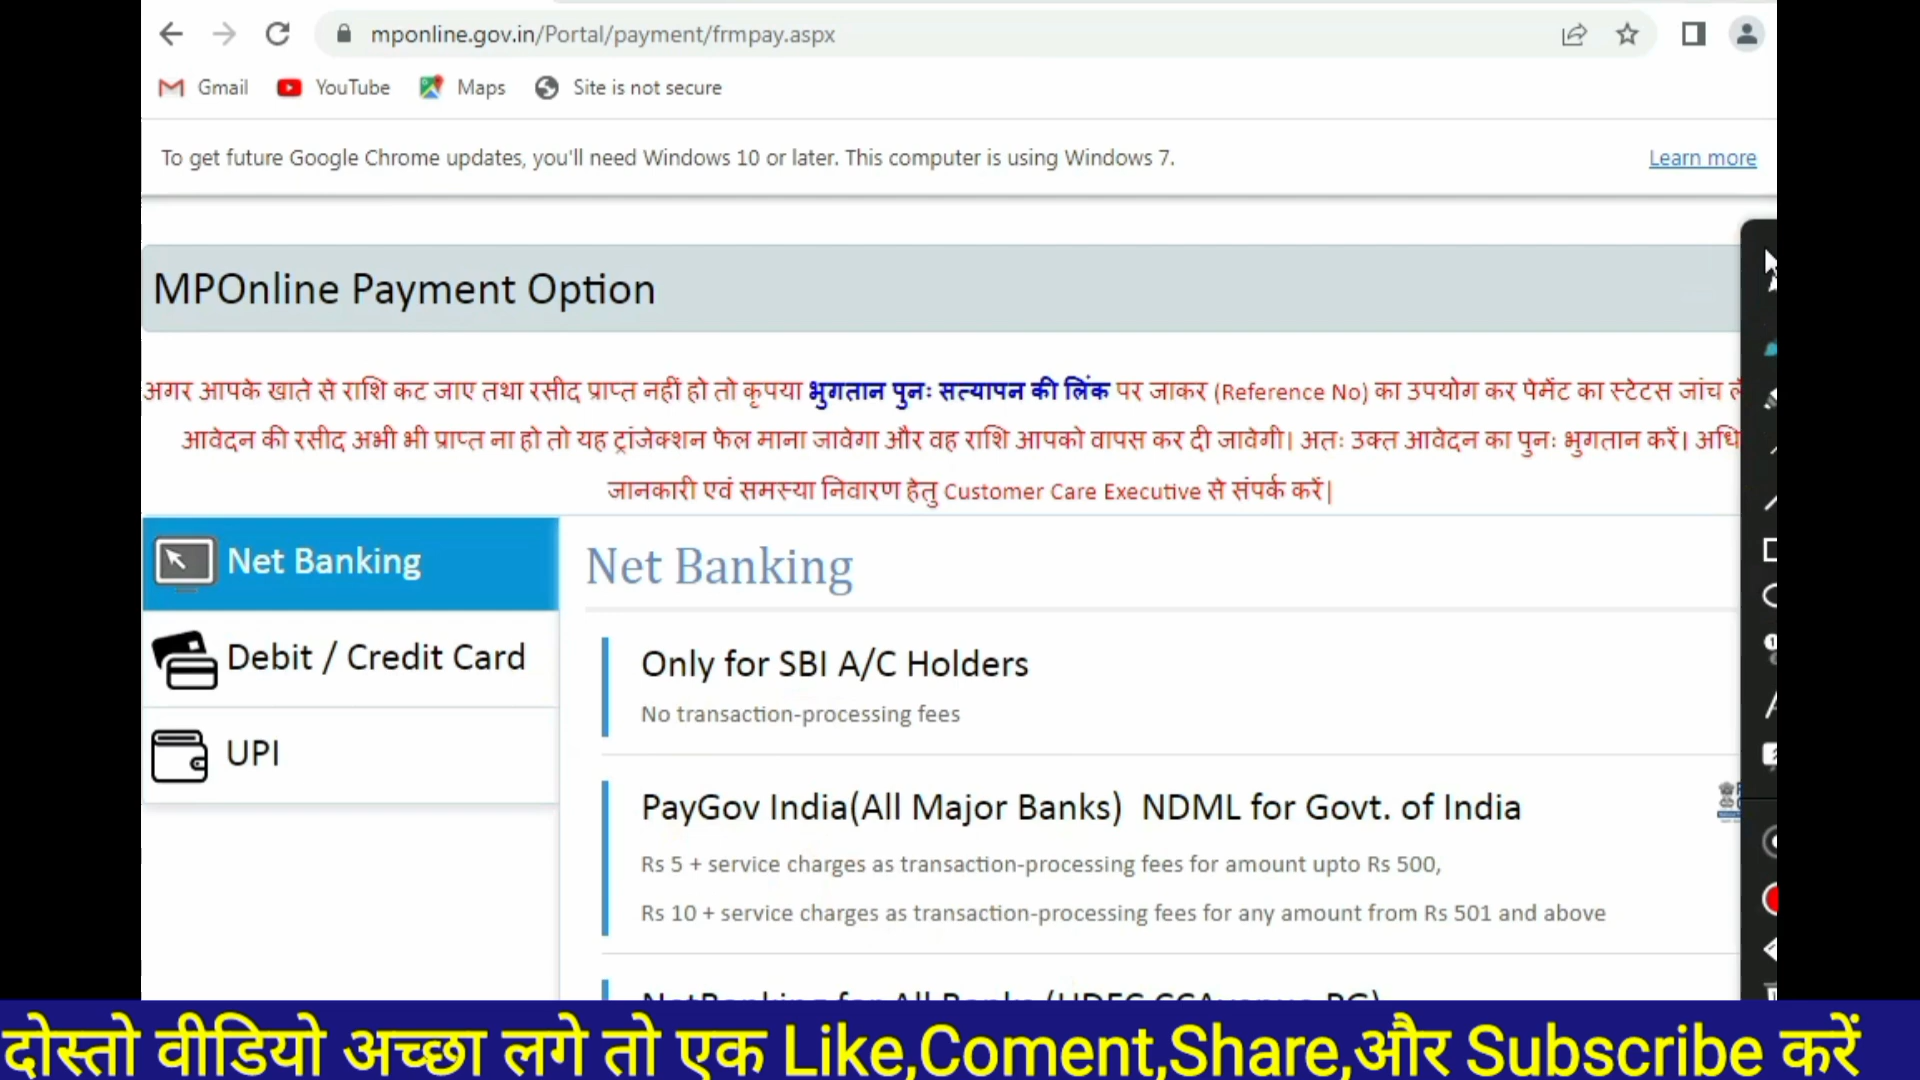 mponline.gov.in/Portal/payment/frmpay.aspx
Gmail YouTube Maps Site is not secure
To get future Google Chrome updates, you'll need Windows 10 or later. This computer is using Windows 7. Learn more
MPOnline Payment Option
अगर आपके खाते से राशि कट जाए तथा रसीद प्राप्त नहीं हो तो कृपया भुगतान पुनः सत्यापन की लिंक पर जाकर (Reference No) का उपयोग कर पेमेंट का स्टेटस जांच
आवेदन की रसीद अभी भी प्राप्त ना हो तो यह ट्रांजेक्शन फेल माना जावेगा और वह राशि आपको वापस कर दी जावेगी। अतः उक्त आवेदन का पुनः भुगतान करें।
जानकारी एवं समस्या निवारण हेतु Customer Care Executive से संपर्क करें|
Net Banking
Debit / Credit Card
UPI
Net Banking
Only for SBI A/C Holders
No transaction-processing fees
PayGov India(All Major Banks) NDML for Govt. of India
Rs 5 + service charges as transaction-processing fees for amount upto Rs 500,
Rs 10 + service charges as transaction-processing fees for any amount from Rs 501 and above
NetBanking for All Banks (HDFC CCAvenue PG)
दोस्तो वीडियो अच्छा लगे तो एक Like,Coment,Share,और Subscribe करें